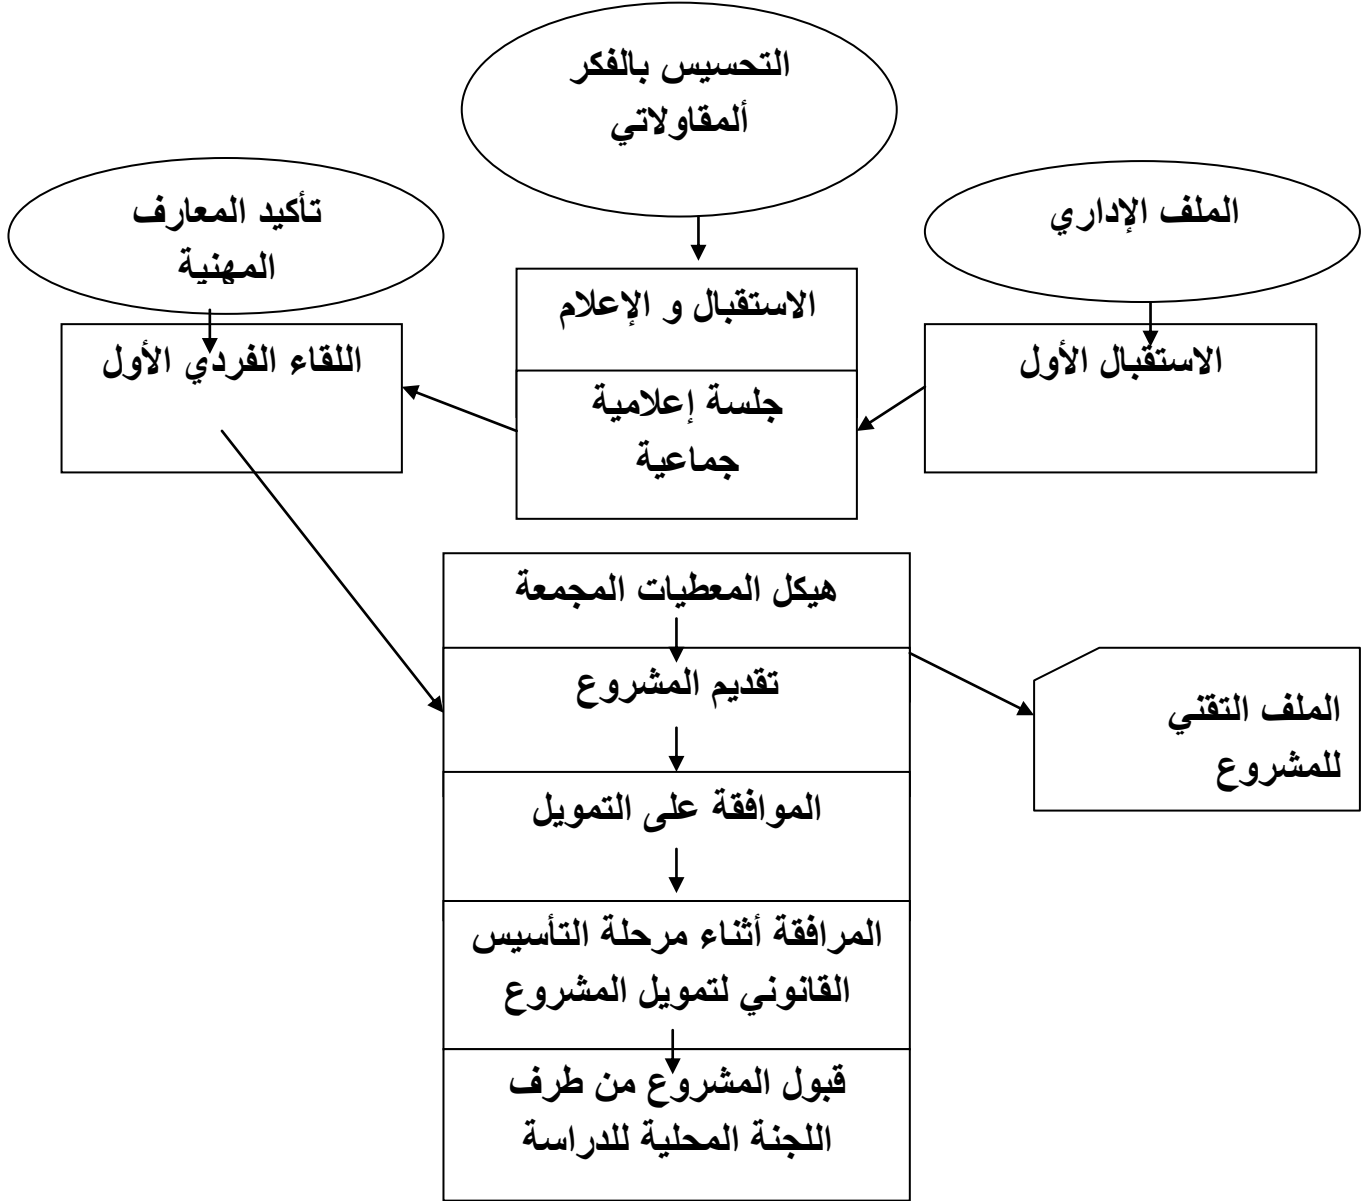 التحسيس بالفكر
ألمقاولاتي
الملف الإداري
تأكيد المعارف
المهنية
الاستقبال و الإعلام
الاستقبال الأول
جلسة إعلامية
جماعية
اللقاء الفردي الأول
هيكل المعطيات المجمعة
تقديم المشروع
الملف التقني
للمشروع
الموافقة على التمويل
المرافقة أثناء مرحلة التأسيس
القانوني لتمويل المشروع
قبول المشروع من طرف
اللجنة المحلية للدراسة